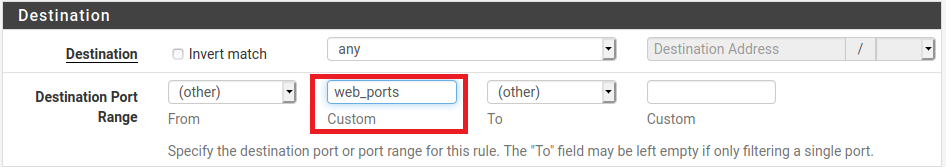 Destination
Destination Invert match any Destination Address /
Destination Port Range (other) web_ports (other)
From Custom To Custom
Specify the destination port or port range for this rule. The "To" field may be left empty if only filtering a single port.